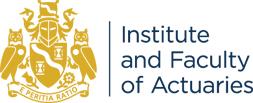 Institute
and Faculty
of Actuaries
E PERITIA RATIO